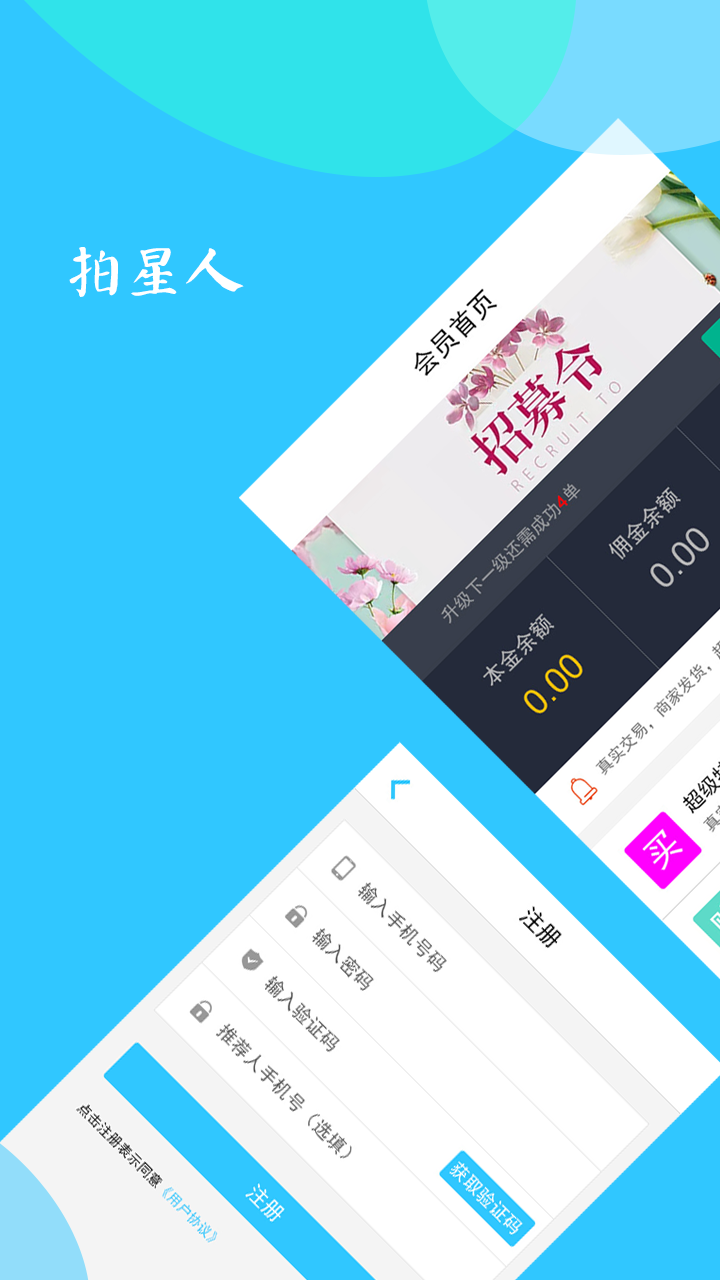 拍星人
会员首页
招募令
RECRUIT TO
升级下一级还需成功4单
本金余额
0.00
佣金余额
0.00
真实交易，商家发货，
买
超级
真
注册
输入手机号码
输入密码
输入验证码
推荐人手机号（选填）
获取验证码
注册
点击注册表示同意《用户协议》